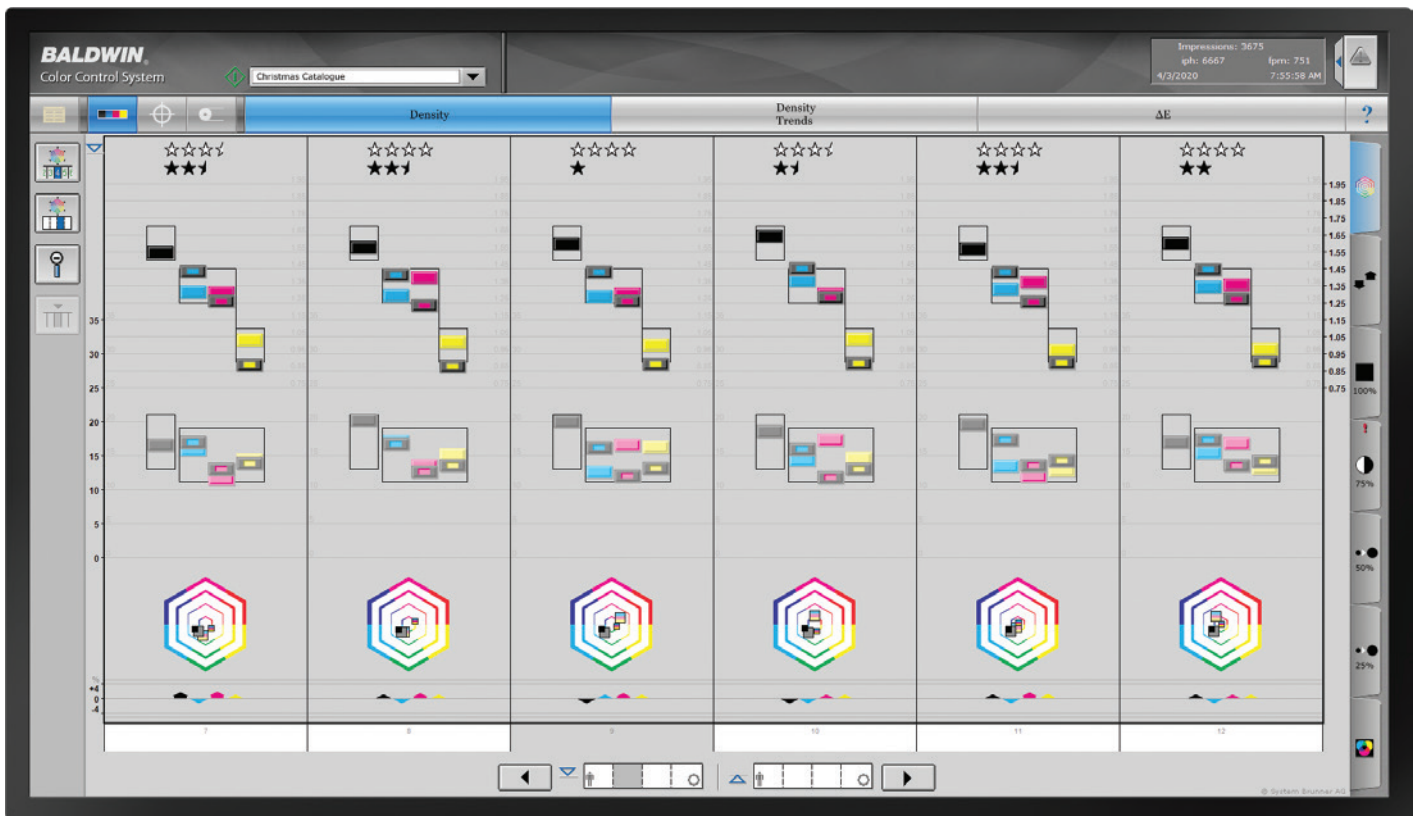 BALDWIN®
Color Control System
Christmas Catalogue
Impressions: 3675
iph: 6667 fpm: 751
4/3/2020 7:55:58 AM
Density
Density
Trends
ΔE
?
1.95
1.85
1.75
1.65
1.55
1.45
1.35
1.25
1.15
1.05
0.95
0.85
0.75
35
30
25
20
15
10
5
0
100%
75%
50%
25%
%
+4
0
-4
7 8 9 10 11 12
© System Brunner AG